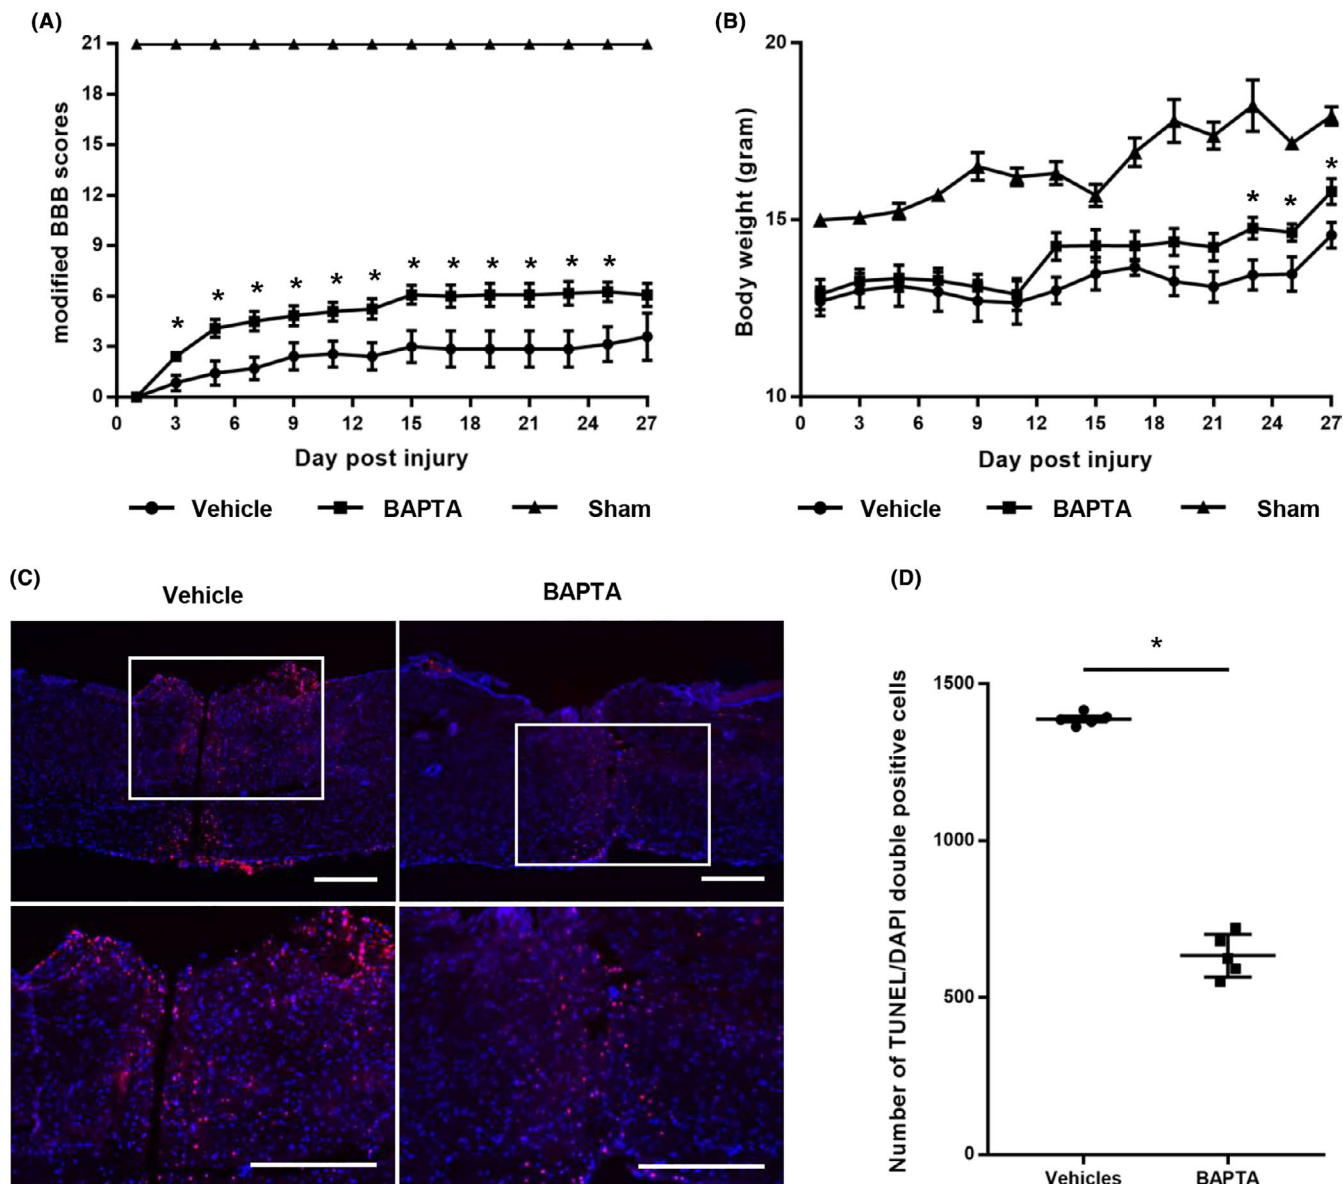 (A)
modified BBB scores
21
18
15
12
9
6
3
0
* * * * * * * * * * * *
0 3 6 9 12 15 18 21 24 27
Day post injury
Vehicle BAPTA Sham
(B)
Body weight (gram)
20
15
10
* * *
0 3 6 9 12 15 18 21 24 27
Day post injury
Vehicle BAPTA Sham
(C)
Vehicle BAPTA
(D)
Number of TUNEL/DAPI double positive cells
*
1500
1000
500
0
Vehicles BAPTA